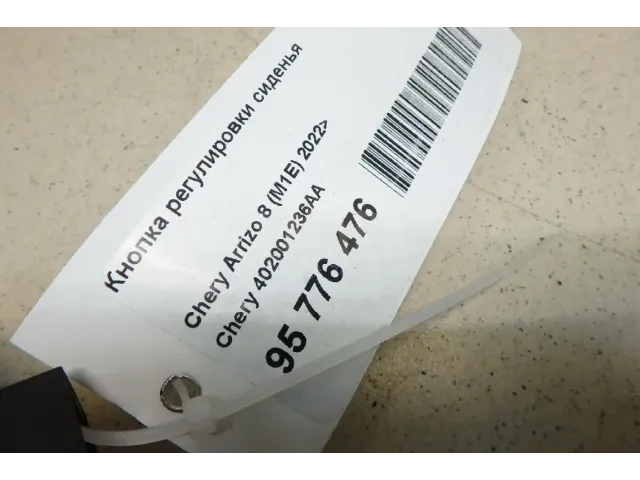 Кнопка регулировки сиденья
Chery Arrizo 8 (M1E) 2022>
Chery 402001236AA
95 776 476